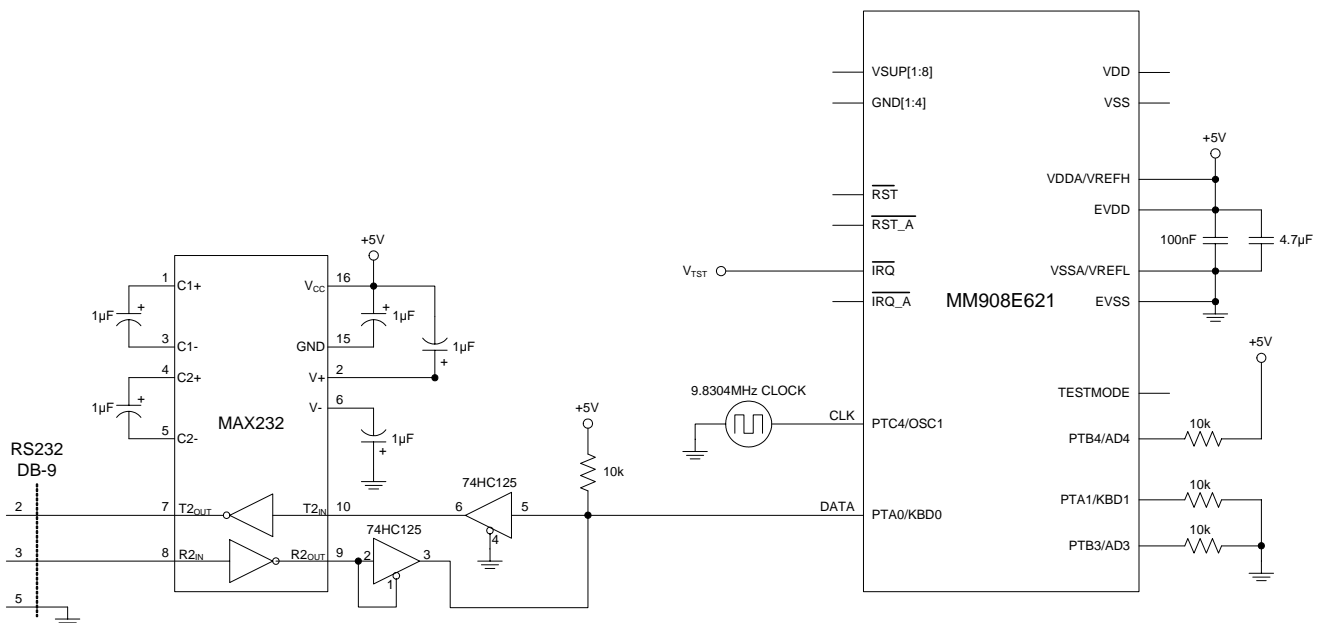 VSUP[1:8]
GND[1:4]
RST
RST_A
IRQ
IRQ_A
PTC4/OSC1
PTA0/KBD0
MM908E621
VDD
VSS
VDDA/VREFH
EVDD
VSSA/VREFL
EVSS
TESTMODE
PTB4/AD4
PTA1/KBD1
PTB3/AD3
+5V
100nF
4.7µF
+5V
10k
10k
10k
VTST
9.8304MHz CLOCK
CLK
DATA
+5V
10k
74HC125
6
5
4
74HC125
2
3
1
+5V
1µF
+
1µF
+
1µF
+
1µF
+
1µF
+
1
C1+
3
C1-
4
C2+
5
C2-
MAX232
VCC
16
GND
15
V+
2
V-
6
7
T2OUT
T2IN
10
8
R2IN
R2OUT
9
RS232
DB-9
2
3
5